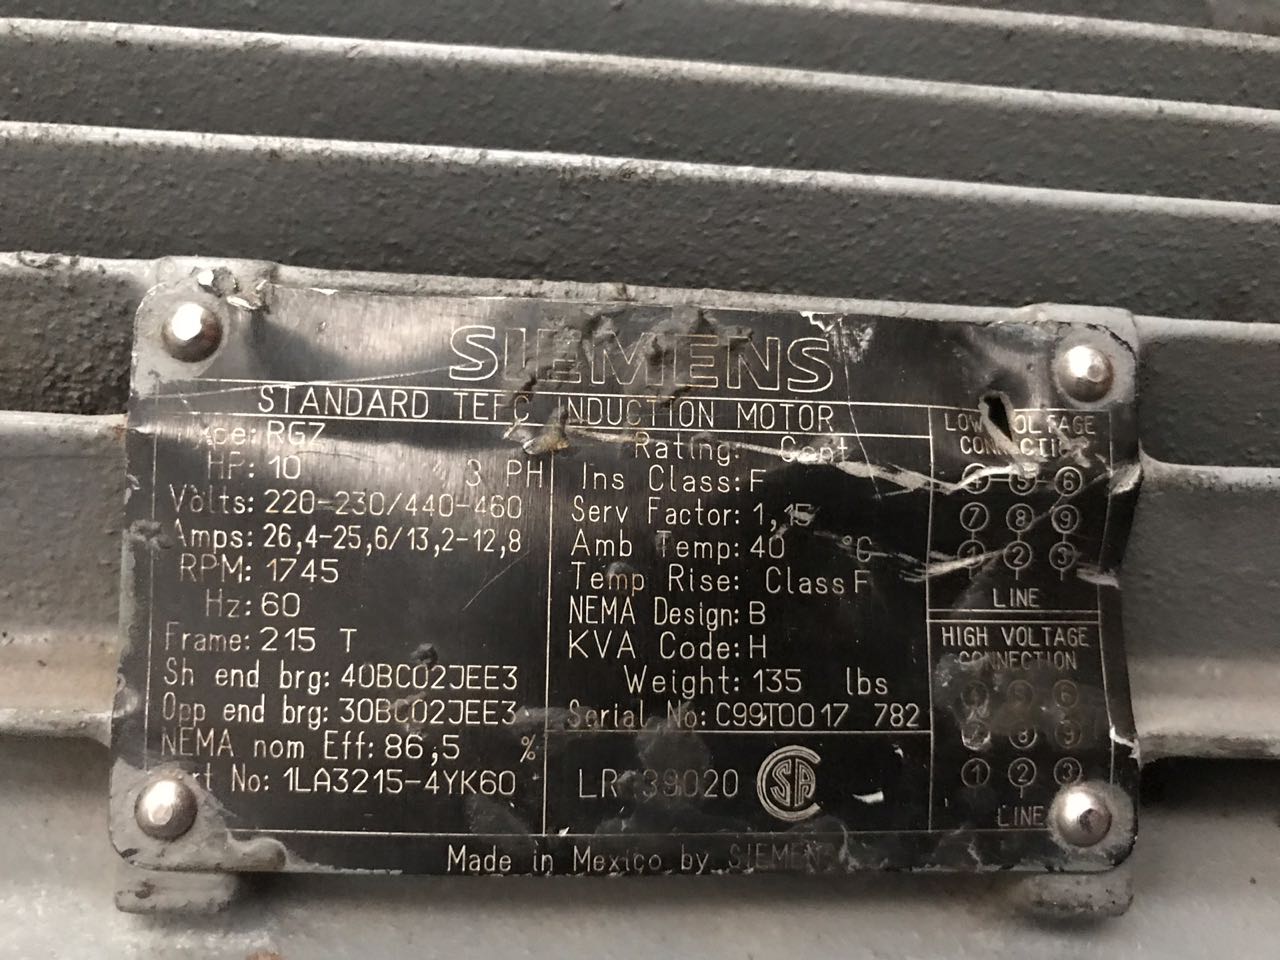 SIEMENS
STANDARD TEFC INDUCTION MOTOR
RGZ
HP: 10 3 PH
Volts: 220-230/440-460
Amps: 26,4-25,6/13,2-12,8
RPM: 1745
Hz: 60
Frame: 215 T
Sh end brg: 40BC02JEE3
Opp end brg: 30BC02JEE3
NEMA nom Eff: 86,5 %
No: 1LA3215-4YK60
Rating: Cont
Ins Class: F
Serv Factor: 1,15
Amb Temp: 40 °C
Temp Rise: Class F
NEMA Design: B
KVA Code: H
Weight: 135 lbs
Serial No: C99T0017 782
LR 39020 CSA
LOW VOLTAGE
CONNECTION
4-5-6
7 8 9
1 2 3
LINE
HIGH VOLTAGE
CONNECTION
4 5 6
7 8 9
1 2 3
LINE
Made in Mexico by SIEMENS